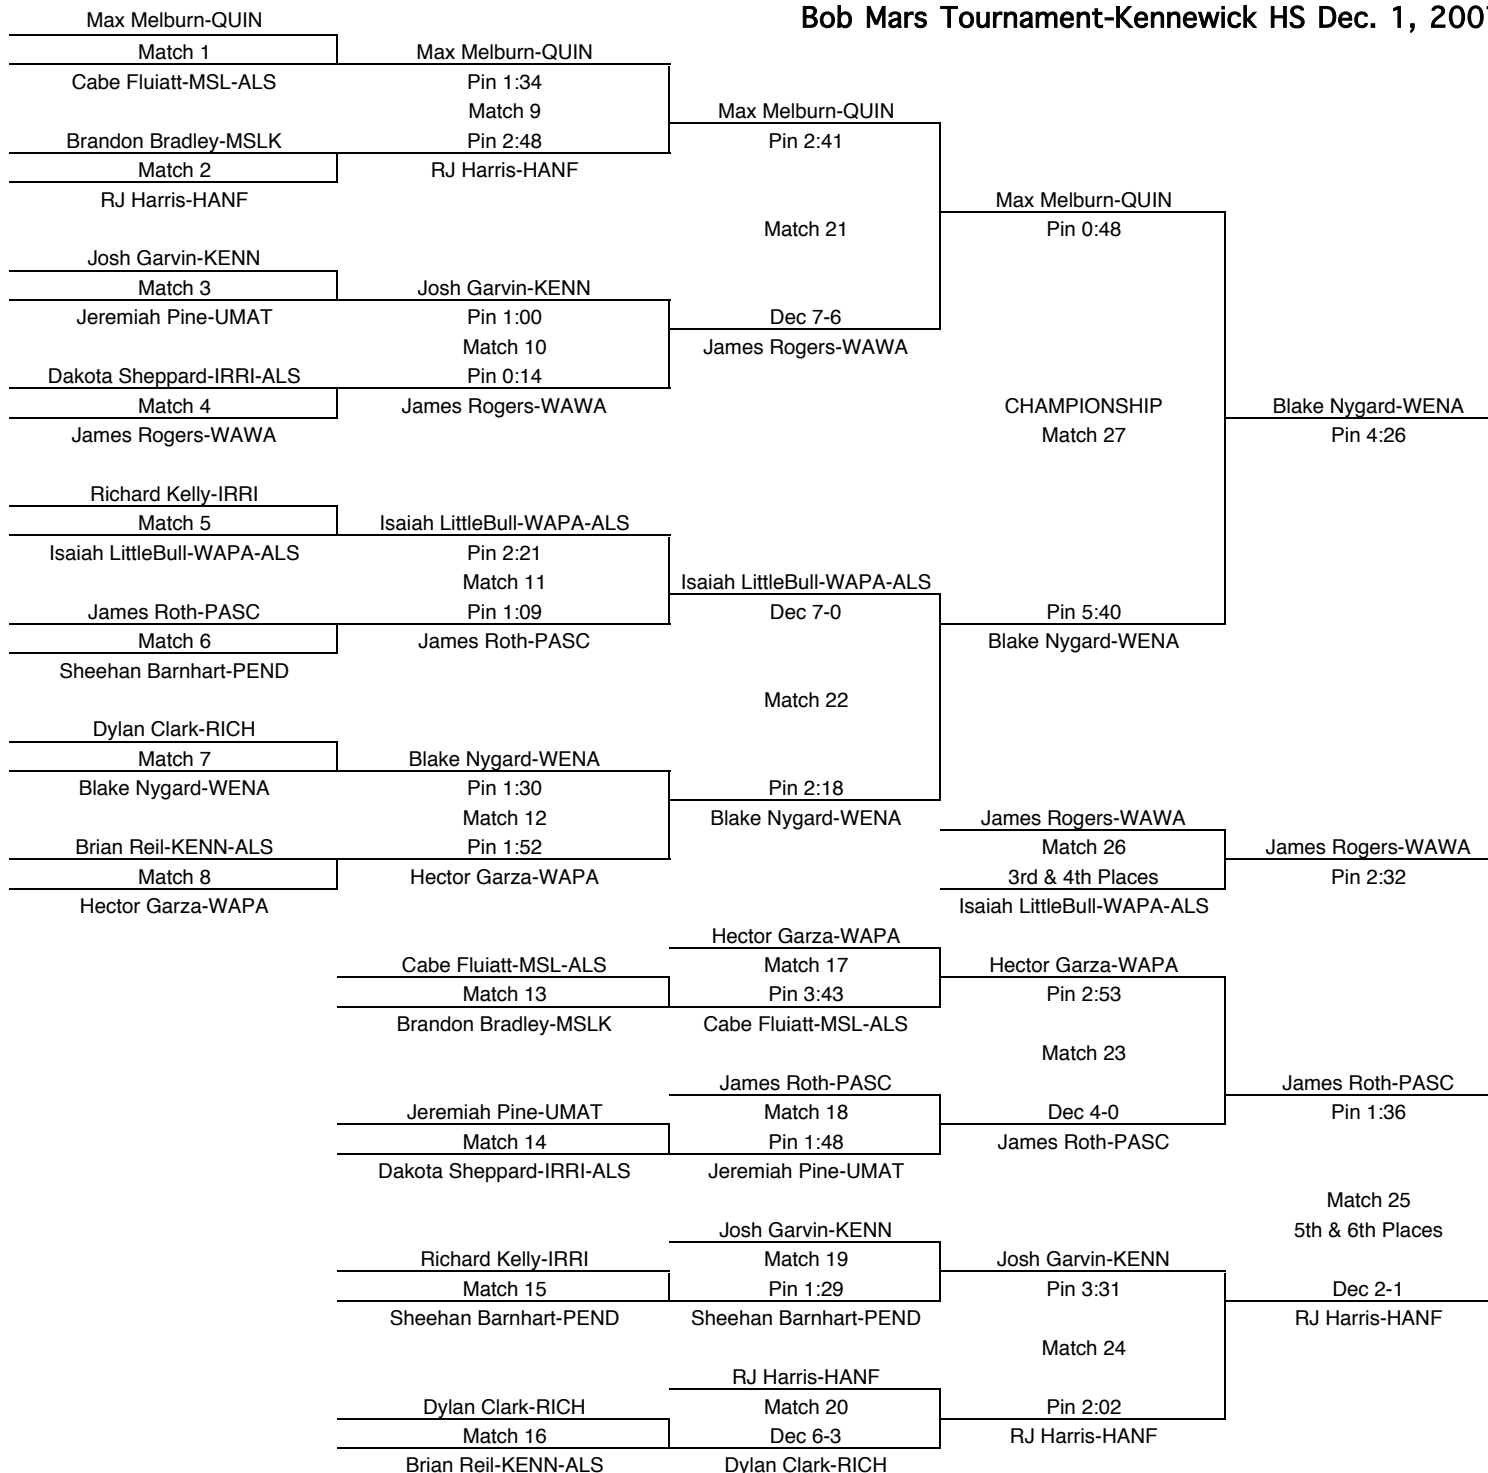 Bob Mars Tournament-Kennewick HS Dec. 1, 2007
Max Melburn-QUIN
Match 1
Cabe Fluiatt-MSL-ALS
Brandon Bradley-MSLK
Match 2
RJ Harris-HANF
Josh Garvin-KENN
Match 3
Jeremiah Pine-UMAT
Dakota Sheppard-IRRI-ALS
Match 4
James Rogers-WAWA
Richard Kelly-IRRI
Match 5
Isaiah LittleBull-WAPA-ALS
James Roth-PASC
Match 6
Sheehan Barnhart-PEND
Dylan Clark-RICH
Match 7
Blake Nygard-WENA
Brian Reil-KENN-ALS
Match 8
Hector Garza-WAPA
Max Melburn-QUIN
Pin 1:34
Match 9
Pin 2:48
RJ Harris-HANF
Josh Garvin-KENN
Pin 1:00
Match 10
Pin 0:14
James Rogers-WAWA
Isaiah LittleBull-WAPA-ALS
Pin 2:21
Match 11
Pin 1:09
James Roth-PASC
Blake Nygard-WENA
Pin 1:30
Match 12
Pin 1:52
Hector Garza-WAPA
Max Melburn-QUIN
Pin 2:41
Match 21
Dec 7-6
James Rogers-WAWA
Isaiah LittleBull-WAPA-ALS
Dec 7-0
Match 22
Pin 2:18
Blake Nygard-WENA
Max Melburn-QUIN
Pin 0:48
CHAMPIONSHIP
Match 27
Pin 5:40
Blake Nygard-WENA
Blake Nygard-WENA
Pin 4:26
James Rogers-WAWA
Match 26
3rd & 4th Places
Isaiah LittleBull-WAPA-ALS
James Rogers-WAWA
Pin 2:32
Cabe Fluiatt-MSL-ALS
Match 13
Brandon Bradley-MSLK
Jeremiah Pine-UMAT
Match 14
Dakota Sheppard-IRRI-ALS
Richard Kelly-IRRI
Match 15
Sheehan Barnhart-PEND
Dylan Clark-RICH
Match 16
Brian Reil-KENN-ALS
Hector Garza-WAPA
Match 17
Pin 3:43
Cabe Fluiatt-MSL-ALS
James Roth-PASC
Match 18
Pin 1:48
Jeremiah Pine-UMAT
Josh Garvin-KENN
Match 19
Pin 1:29
Sheehan Barnhart-PEND
RJ Harris-HANF
Match 20
Dec 6-3
Dylan Clark-RICH
Hector Garza-WAPA
Pin 2:53
Match 23
Dec 4-0
James Roth-PASC
Josh Garvin-KENN
Pin 3:31
Match 24
Pin 2:02
RJ Harris-HANF
James Roth-PASC
Pin 1:36
Match 25
5th & 6th Places
Dec 2-1
RJ Harris-HANF